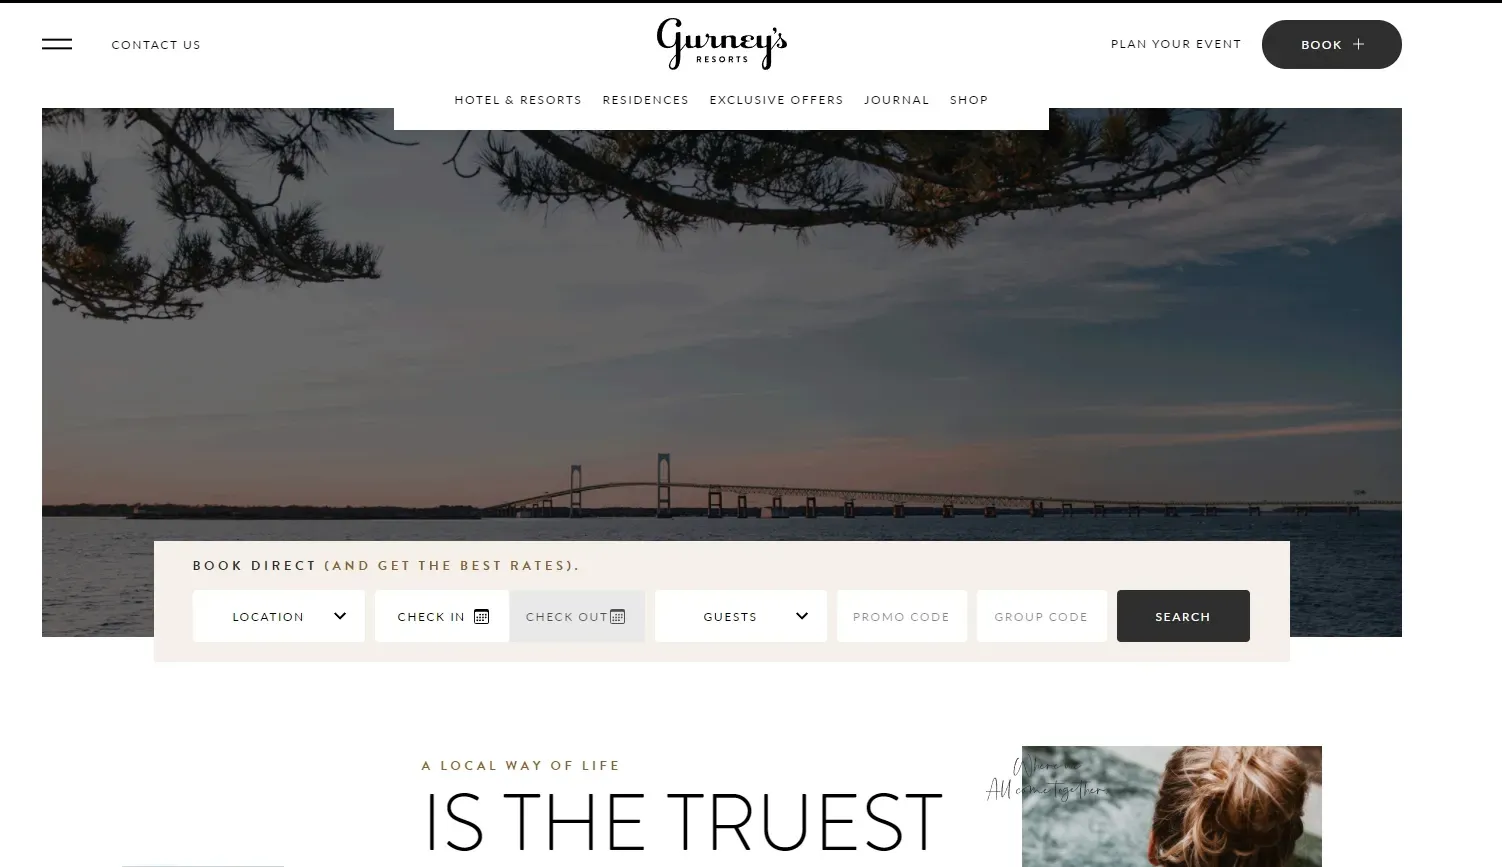 CONTACT US
Gurney's
RESORTS
PLAN YOUR EVENT
BOOK +
HOTEL & RESORTS RESIDENCES EXCLUSIVE OFFERS JOURNAL SHOP
BOOK DIRECT (AND GET THE BEST RATES).
LOCATION CHECK IN CHECK OUT GUESTS PROMO CODE GROUP CODE SEARCH
A LOCAL WAY OF LIFE
IS THE TRUEST
Where we
All come together